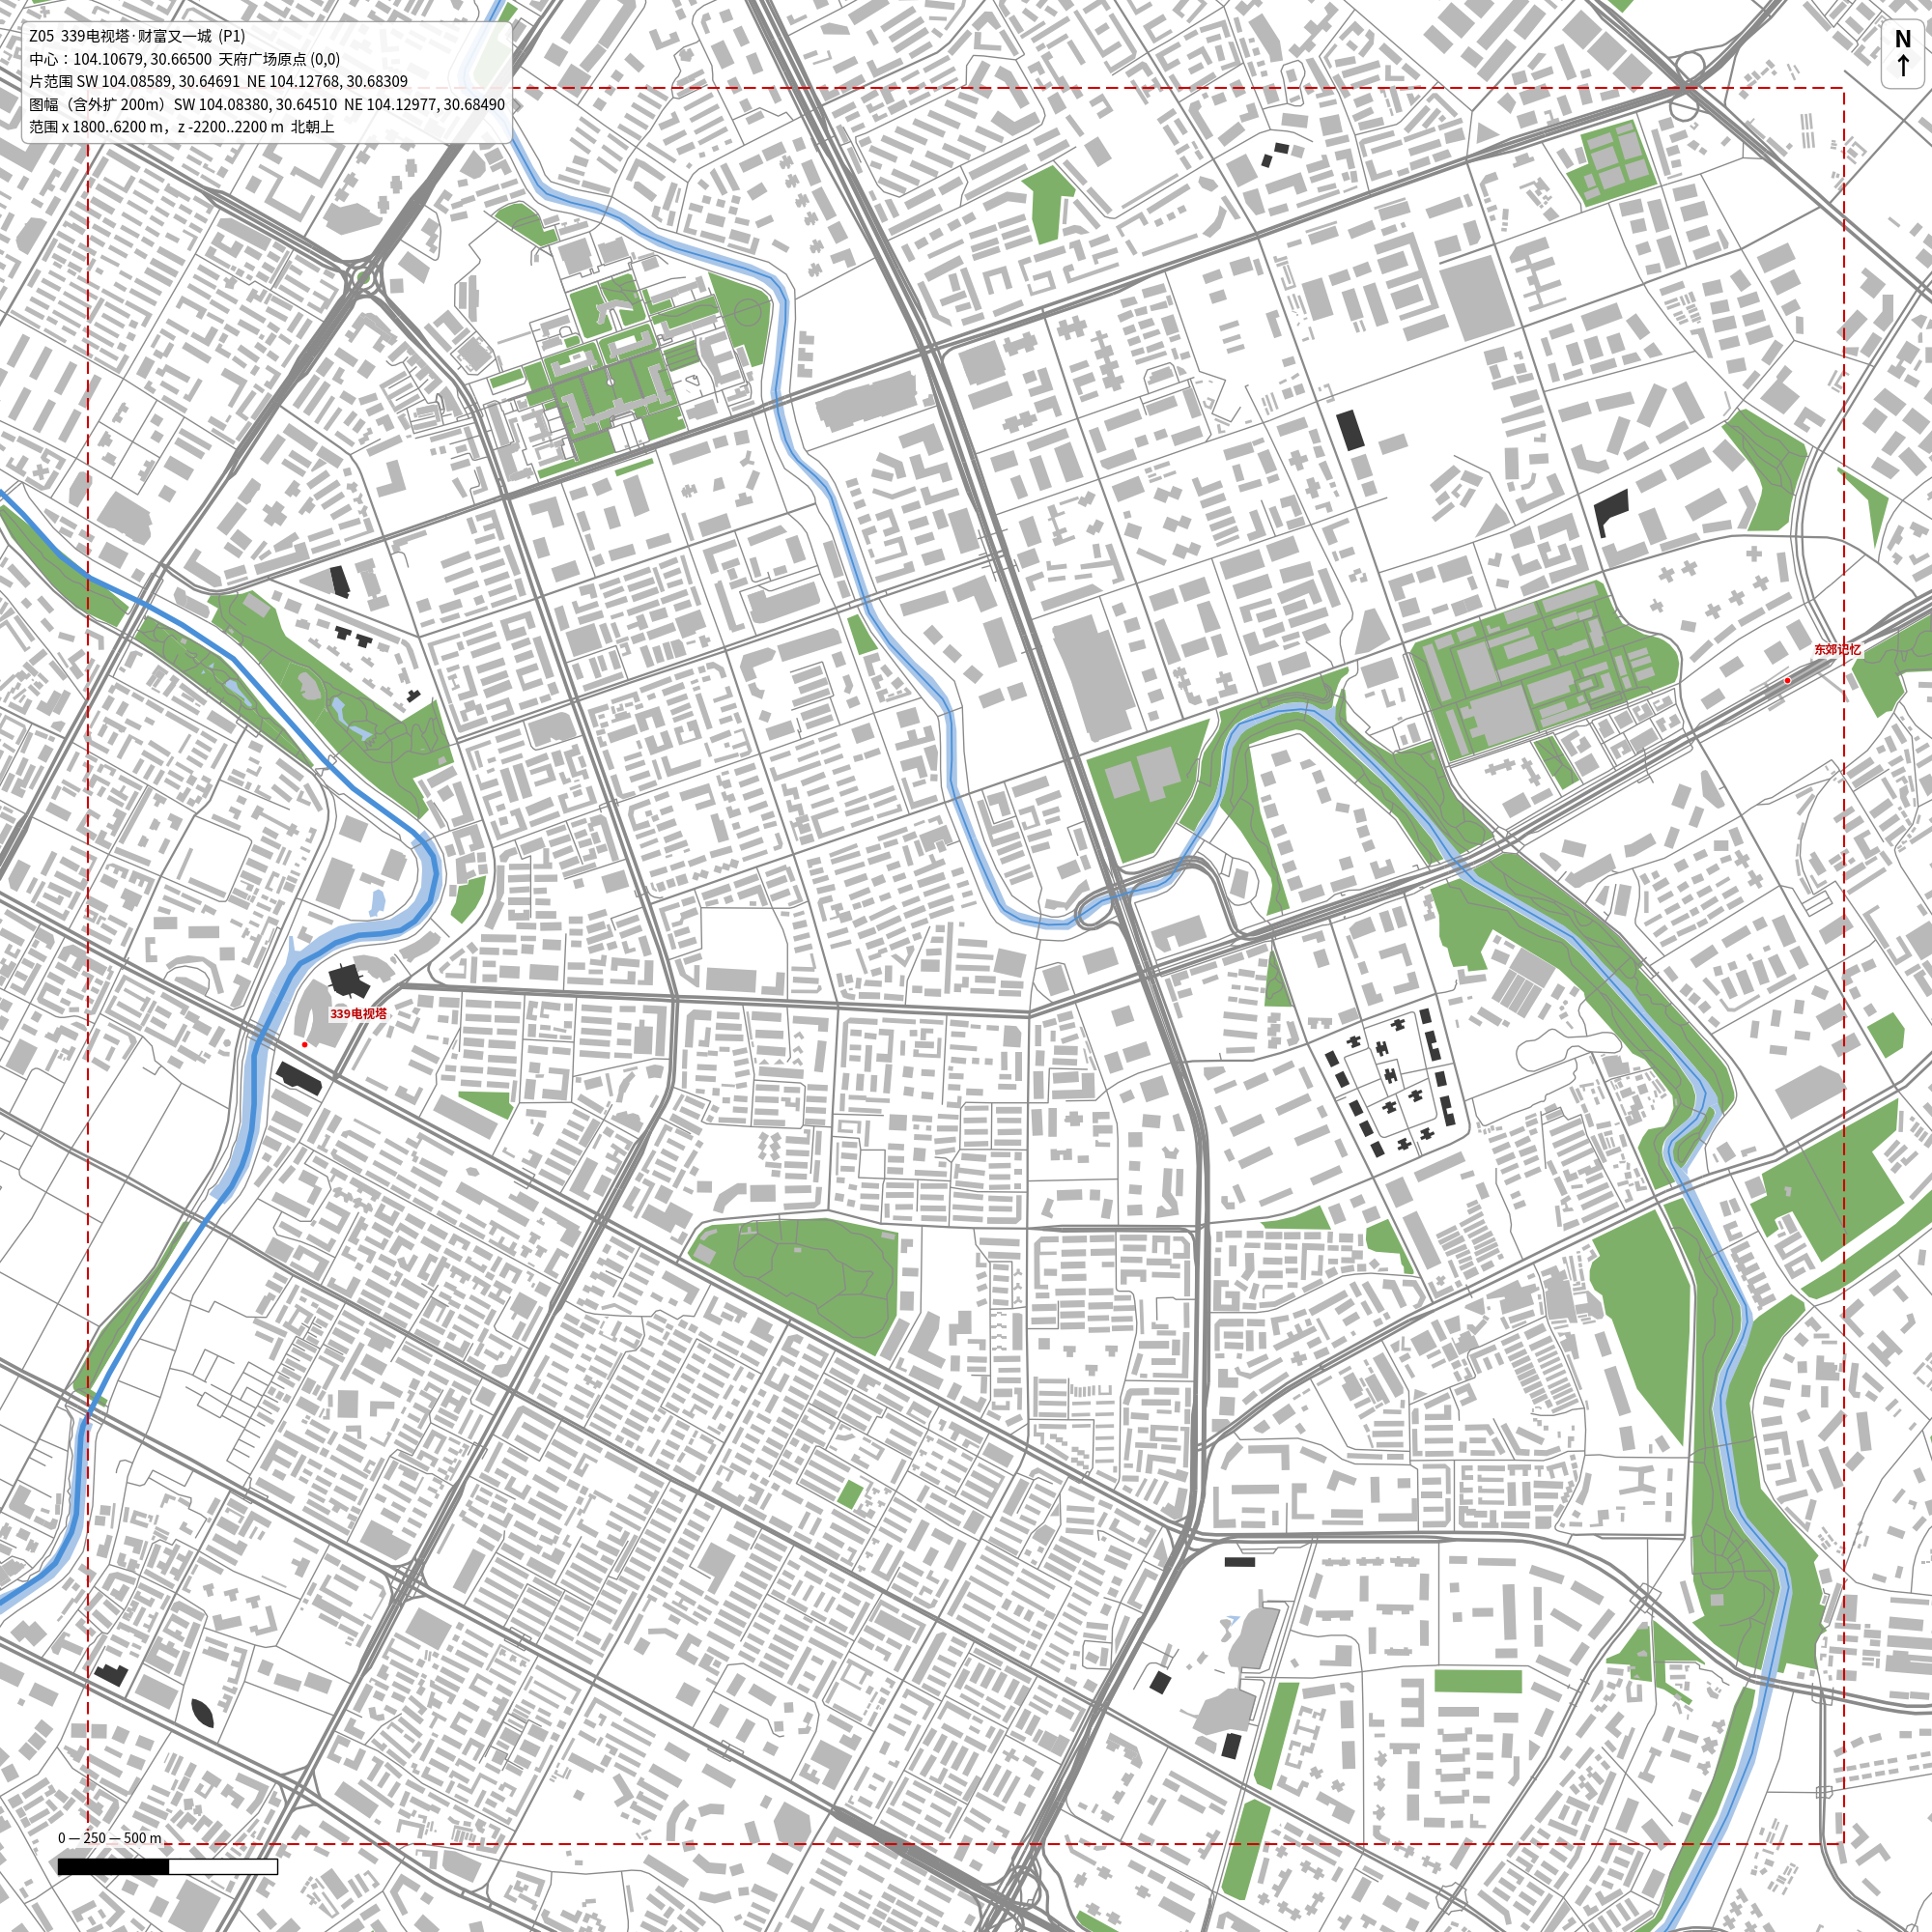 Z05 339电视塔·财富又一城 (P1)
中心：104.10679, 30.66500 天府广场原点 (0,0)
片范围 SW 104.08589, 30.64691 NE 104.12768, 30.68309
图幅（含外扩 200m）SW 104.08380, 30.64510 NE 104.12977, 30.68490
范围 x 1800..6200 m，z -2200..2200 m 北朝上
N
东郊记忆
339电视塔
0 — 250 — 500 m